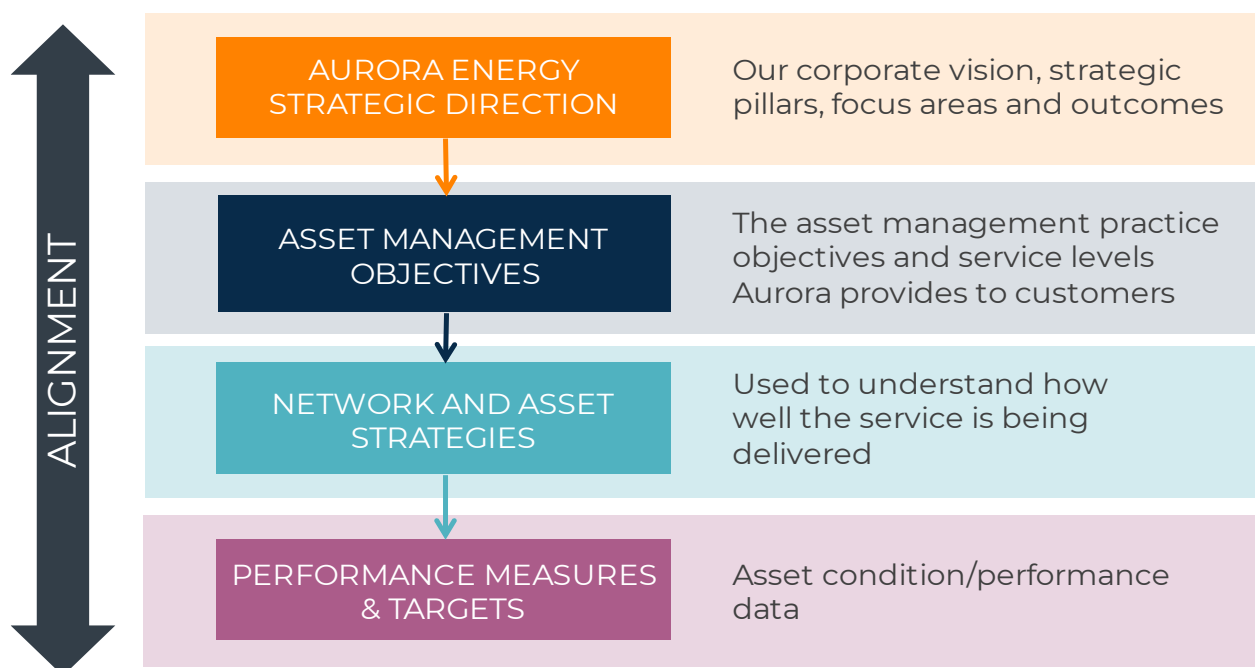 ALIGNMENT
AURORA ENERGY
STRATEGIC DIRECTION
Our corporate vision, strategic
pillars, focus areas and outcomes
ASSET MANAGEMENT
OBJECTIVES
The asset management practice
objectives and service levels
Aurora provides to customers
NETWORK AND ASSET
STRATEGIES
Used to understand how
well the service is being
delivered
PERFORMANCE MEASURES
& TARGETS
Asset condition/performance
data